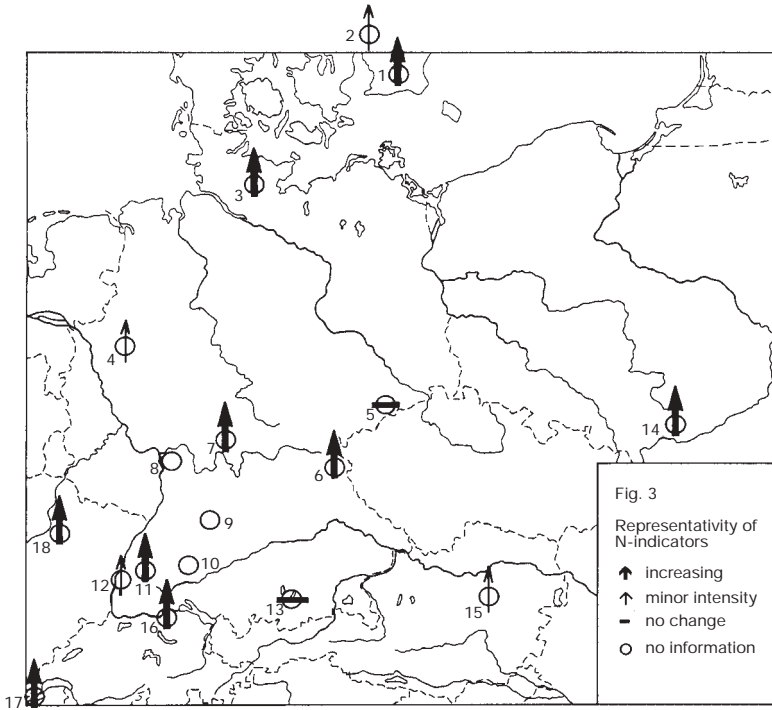 2
1
3
4
5
14
7
6
8
9
18
10
12
11
13
15
16
17
Fig. 3
Representativity of
N-indicators
increasing
minor intensity
no change
no information